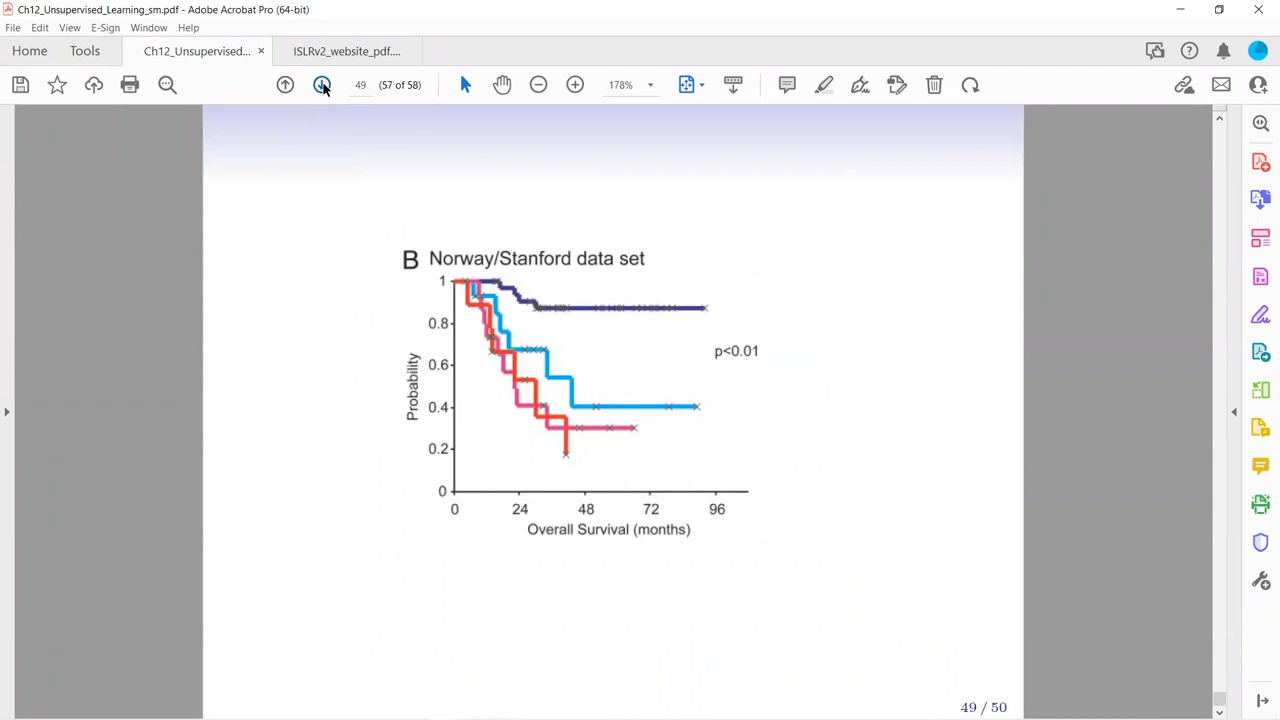 Ch12_Unsupervised_Learning_sm.pdf - Adobe Acrobat Pro (64-bit)
File Edit View E-Sign Window Help
Home Tools Ch12_Unsupervised... × ISLRv2_website_pdf....
49 (57 of 58) 178%
B Norway/Stanford data set
1
0.8
p<0.01
0.6
Probability
0.4
0.2
0
0 24 48 72 96
Overall Survival (months)
49 / 50